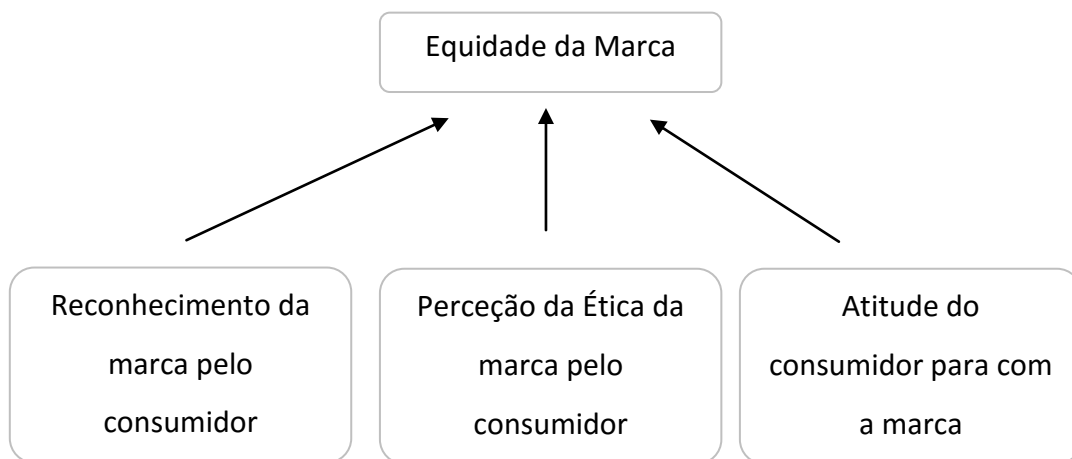 Equidade da Marca
Reconhecimento da
marca pelo
consumidor
Perceção da Ética da
marca pelo
consumidor
Atitude do
consumidor para com
a marca